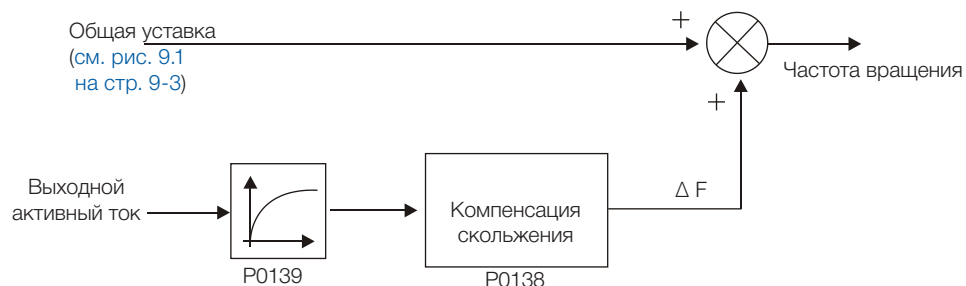 Общая уставка
(см. рис. 9.1
на стр. 9-3)
+
Частота вращения
+
Выходной
активный ток
P0139
Компенсация
скольжения
P0138
Δ F